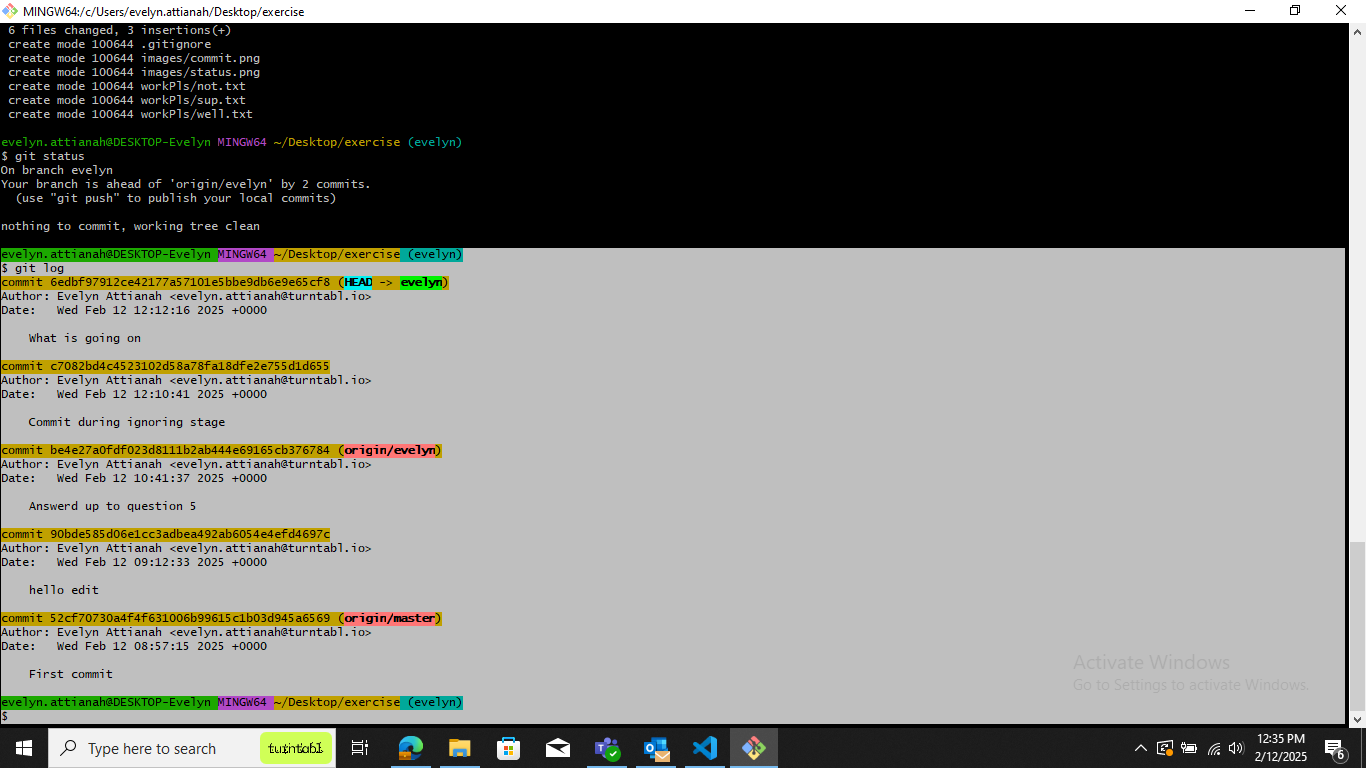 MINGW64:/c/Users/evelyn.attianah/Desktop/exercise
6 files changed, 3 insertions(+)
create mode 100644 .gitignore
create mode 100644 images/commit.png
create mode 100644 images/status.png
create mode 100644 workPls/not.txt
create mode 100644 workPls/sup.txt
create mode 100644 workPls/well.txt
evelyn.attianah@DESKTOP-Evelyn MINGW64 ~/Desktop/exercise (evelyn)
$ git status
On branch evelyn
Your branch is ahead of 'origin/evelyn' by 2 commits.
(use "git push" to publish your local commits)
nothing to commit, working tree clean
evelyn.attianah@DESKTOP-Evelyn MINGW64 ~/Desktop/exercise (evelyn)
$ git log
commit 6edbf97912ce42177a57101e5bbe9db6e9e65cf8 (HEAD -> evelyn)
Author: Evelyn Attianah <evelyn.attianah@turntabl.io>
Date: Wed Feb 12 12:12:16 2025 +0000
What is going on
commit c7082bd4c4523102d58a78fa18dfe2e755d1d655
Author: Evelyn Attianah <evelyn.attianah@turntabl.io>
Date: Wed Feb 12 12:10:41 2025 +0000
Commit during ignoring stage
commit be4e27a0fdf023d8111b2ab444e69165cb376784 (origin/evelyn)
Author: Evelyn Attianah <evelyn.attianah@turntabl.io>
Date: Wed Feb 12 10:41:37 2025 +0000
Answerd up to question 5
commit 90bde585d06e1cc3adbea492ab6054e4efd4697c
Author: Evelyn Attianah <evelyn.attianah@turntabl.io>
Date: Wed Feb 12 09:12:33 2025 +0000
hello edit
commit 52cf70730a4f4f631006b99615c1b03d945a6569 (origin/master)
Author: Evelyn Attianah <evelyn.attianah@turntabl.io>
Date: Wed Feb 12 08:57:15 2025 +0000
First commit
Activate Windows
Go to Settings to activate Windows.
evelyn.attianah@DESKTOP-Evelyn MINGW64 ~/Desktop/exercise (evelyn)
$
Type here to search
turntabl
12:35 PM
2/12/2025
6